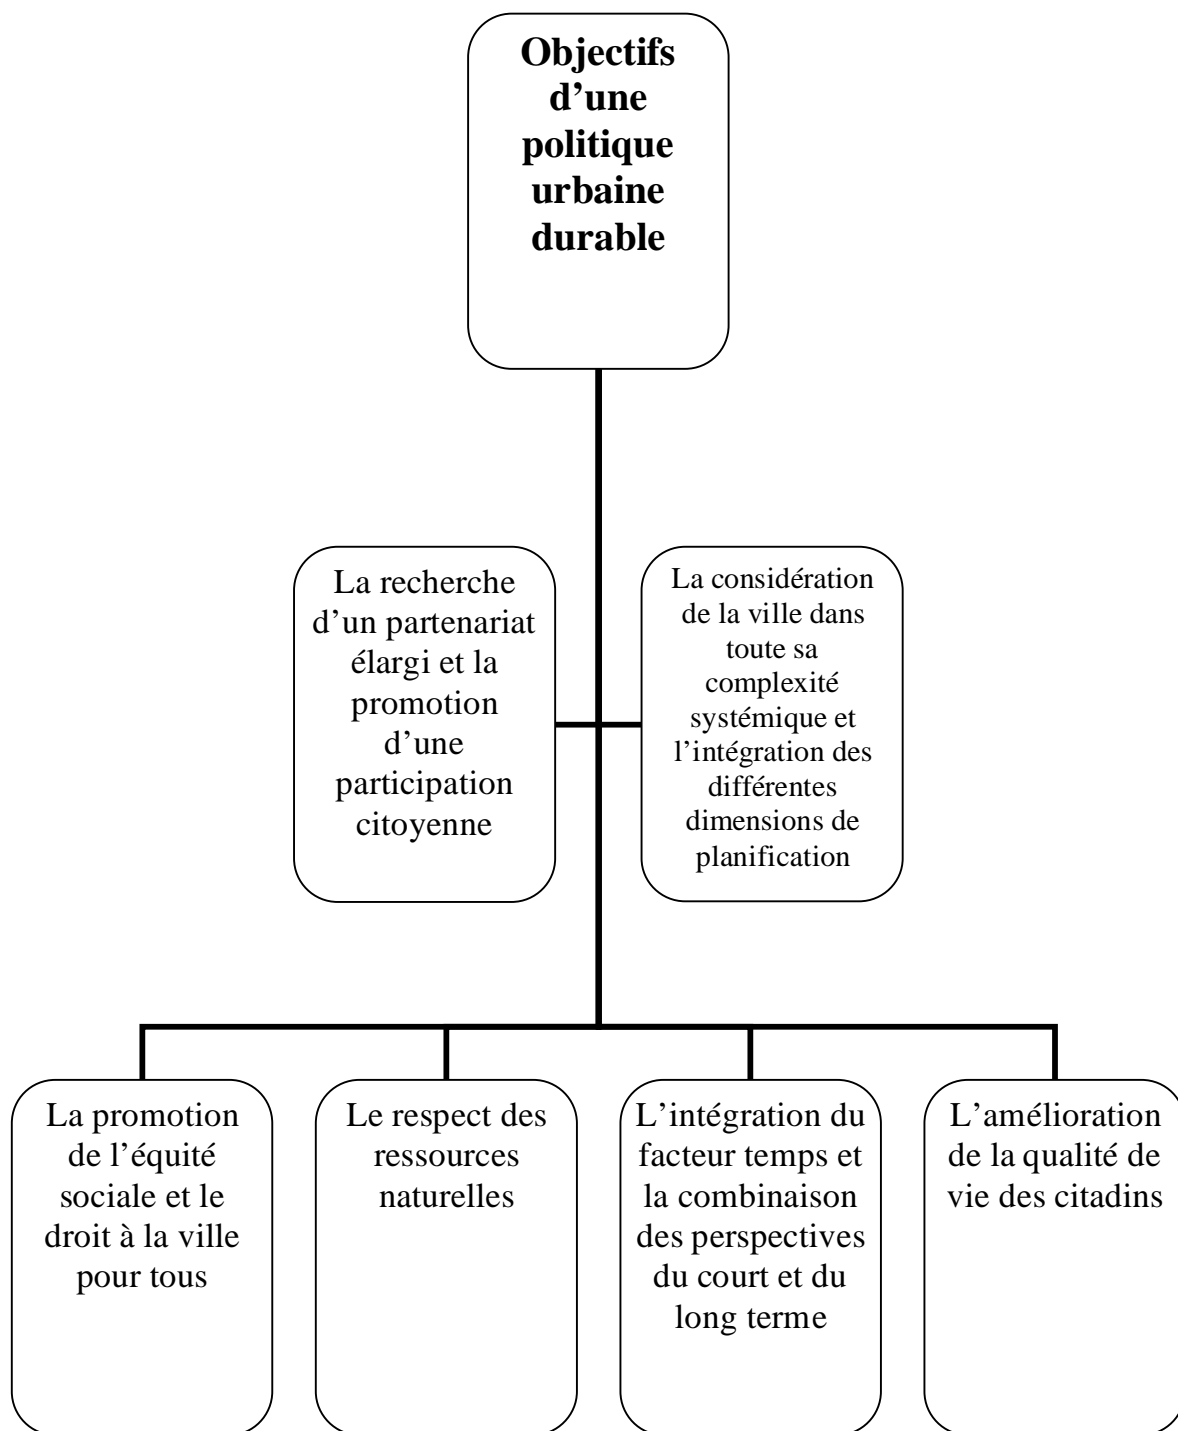 Objectifs
d’une
politique
urbaine
durable
La recherche
d’un partenariat
élargi et la
promotion
d’une
participation
citoyenne
La considération
de la ville dans
toute sa
complexité
systémique et
l’intégration des
différentes
dimensions de
planification
La promotion
de l’équité
sociale et le
droit à la ville
pour tous
Le respect des
ressources
naturelles
L’intégration du
facteur temps et
la combinaison
des perspectives
du court et du
long terme
L’amélioration
de la qualité de
vie des citadins